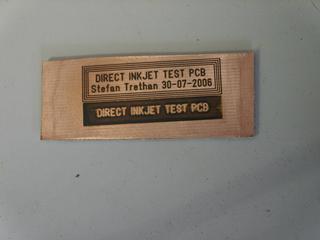 DIRECT INKJET TEST PCB
Stefan Trethan 30-07-2006
DIRECT INKJET TEST PCB